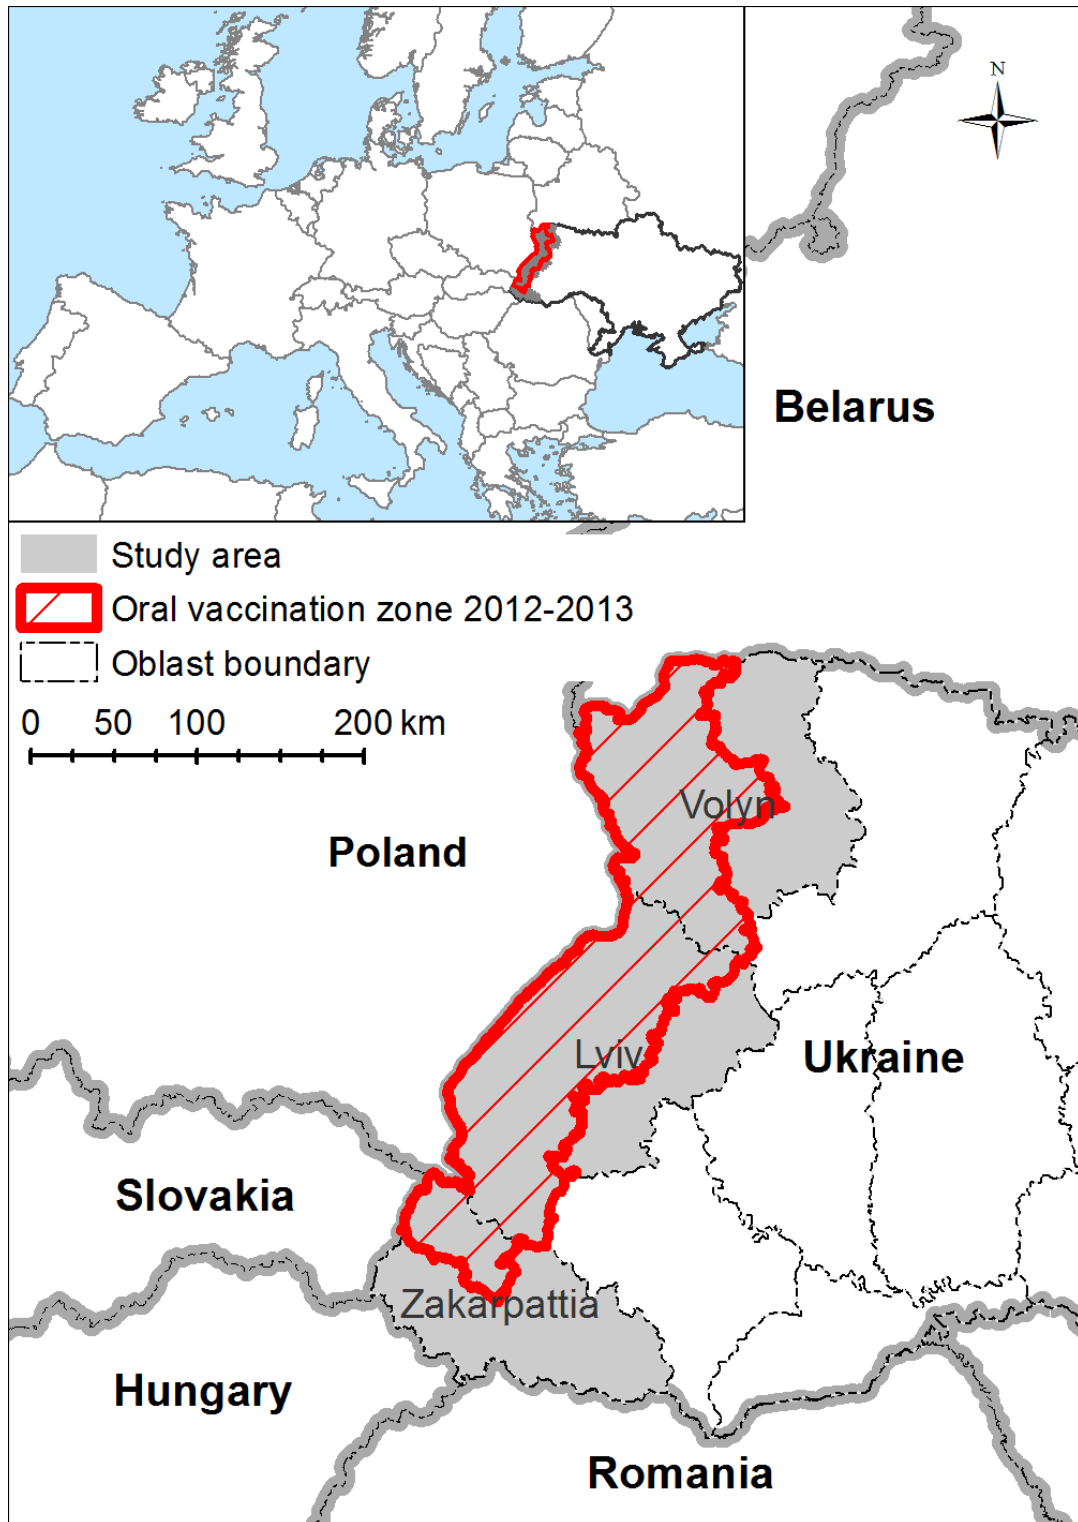 N
Belarus
Study area
Oral vaccination zone 2012-2013
Oblast boundary
0 50 100 200 km
Volyn
Poland
Lviv
Ukraine
Slovakia
Zakarpattia
Hungary
Romania